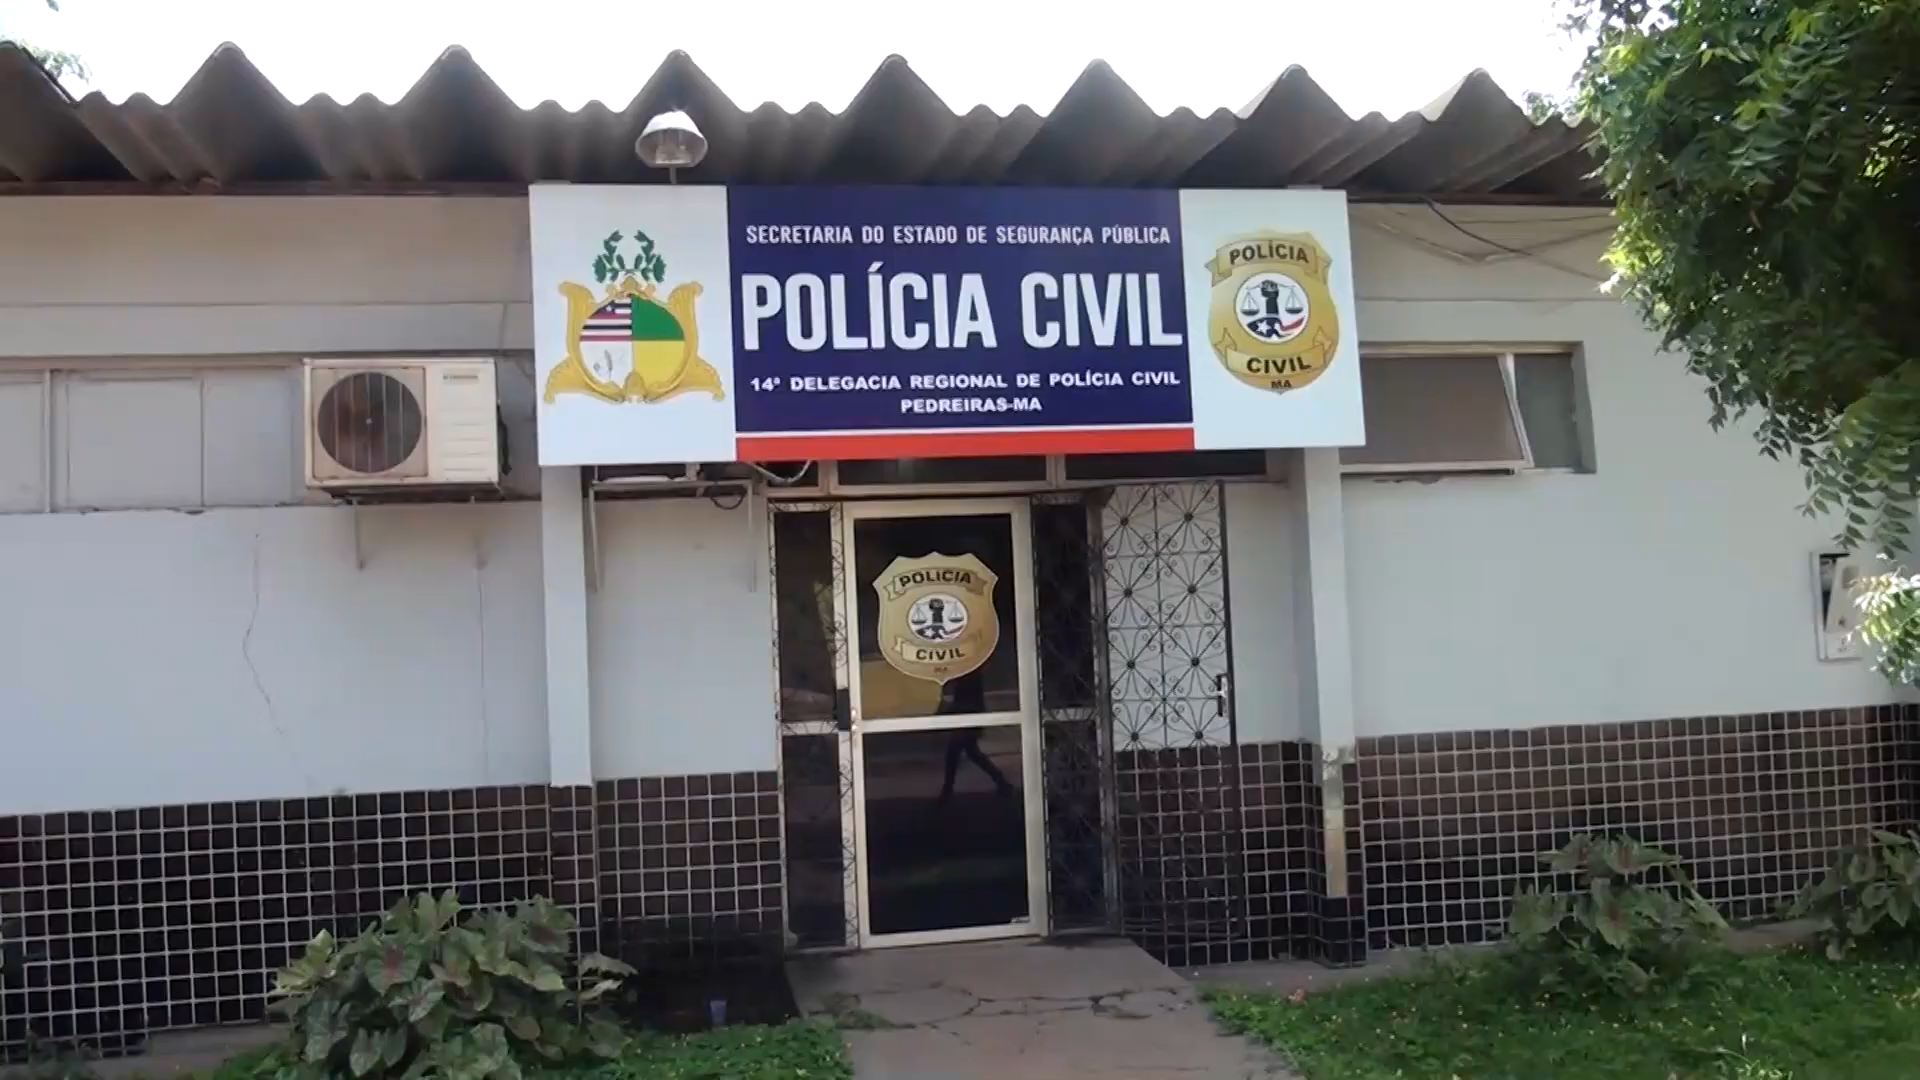 SECRETARIA DO ESTADO DE SEGURANÇA PÚBLICA
POLÍCIA CIVIL
14ª DELEGACIA REGIONAL DE POLÍCIA CIVIL
PEDREIRAS-MA
POLÍCIA
CIVIL
MA
POLÍCIA
CIVIL
MA